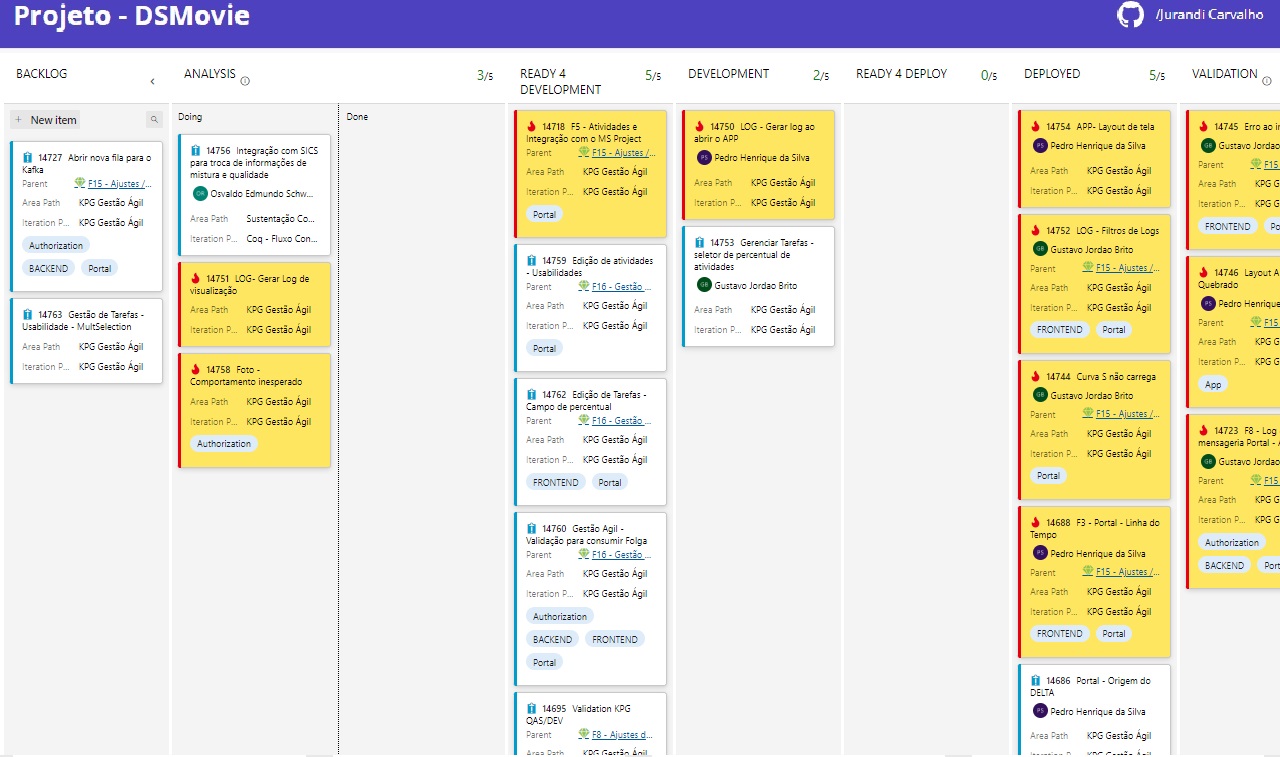 Projeto - DSMovie
/Jurandi Carvalho
BACKLOG
New item
14727 Abrir nova fila para o
Kafka
Parent F15 - Ajustes /...
Area Path KPG Gestão Ágil
Iteration P... KPG Gestão Ágil
Authorization
BACKEND Portal
14763 Gestão de Tarefas -
Usabilidade - MultSelection
Area Path KPG Gestão Ágil
Iteration P... KPG Gestão Ágil
ANALYSIS 3/5
Doing
14756 Integração com SICS
para troca de informações de
mistura e qualidade
Osvaldo Edmundo Schw...
Area Path Sustentação Co...
Iteration P... Coq - Fluxo Con...
14751 LOG- Gerar Log de
visualização
Area Path KPG Gestão Ágil
Iteration P... KPG Gestão Ágil
14758 Foto -
Comportamento inesperado
Area Path KPG Gestão Ágil
Iteration P... KPG Gestão Ágil
Authorization
Done
READY 4 5/5
DEVELOPMENT
14718 F5 - Atividades e
Integração com o MS Project
Parent F15 - Ajustes /...
Area Path KPG Gestão Ágil
Iteration P... KPG Gestão Ágil
Portal
14759 Edição de atividades
- Usabilidades
Parent F16 - Gestão ...
Area Path KPG Gestão Ágil
Iteration P... KPG Gestão Ágil
Portal
14762 Edição de Tarefas -
Campo de percentual
Parent F16 - Gestão ...
Area Path KPG Gestão Ágil
Iteration P... KPG Gestão Ágil
FRONTEND Portal
14760 Gestão Agil -
Validação para consumir Folga
Parent F16 - Gestão ...
Area Path KPG Gestão Ágil
Iteration P... KPG Gestão Ágil
Authorization
BACKEND FRONTEND
Portal
14695 Validation KPG
QAS/DEV
Parent F8 - Ajustes d...
Area Path KPG Gestão Ágil
DEVELOPMENT 2/5
14750 LOG - Gerar log ao
abrir o APP
PS Pedro Henrique da Silva
Area Path KPG Gestão Ágil
Iteration P... KPG Gestão Ágil
14753 Gerenciar Tarefas -
seletor de percentual de
atividades
GB Gustavo Jordao Brito
Area Path KPG Gestão Ágil
Iteration P... KPG Gestão Ágil
READY 4 DEPLOY 0/5
DEPLOYED 5/5
14754 APP- Layout de tela
PS Pedro Henrique da Silva
Area Path KPG Gestão Ágil
Iteration P... KPG Gestão Ágil
14752 LOG - Filtros de Logs
GB Gustavo Jordao Brito
Parent F15 - Ajustes /...
Area Path KPG Gestão Ágil
Iteration P... KPG Gestão Ágil
FRONTEND Portal
14744 Curva S não carrega
GB Gustavo Jordao Brito
Parent F15 - Ajustes /...
Area Path KPG Gestão Ágil
Iteration P... KPG Gestão Ágil
Portal
14688 F3 - Portal - Linha do
Tempo
PS Pedro Henrique da Silva
Parent F15 - Ajustes /...
Area Path KPG Gestão Ágil
Iteration P... KPG Gestão Ágil
FRONTEND Portal
14686 Portal - Origem do
DELTA
PS Pedro Henrique da Silva
Area Path KPG Gestão Ágil
VALIDATION
14745 Erro ao i
GB Gustavo Jordao
Parent F15
Area Path KPG G
Iteration P... KPG G
FRONTEND Po
14746 Layout A
Quebrado
PS Pedro Henrique
Parent F15
Area Path KPG G
Iteration P... KPG G
App
14723 F8 - Log
mensageria Portal -
GB Gustavo Jordao
Parent F15
Area Path KPG G
Iteration P... KPG G
Authorization
BACKEND Port